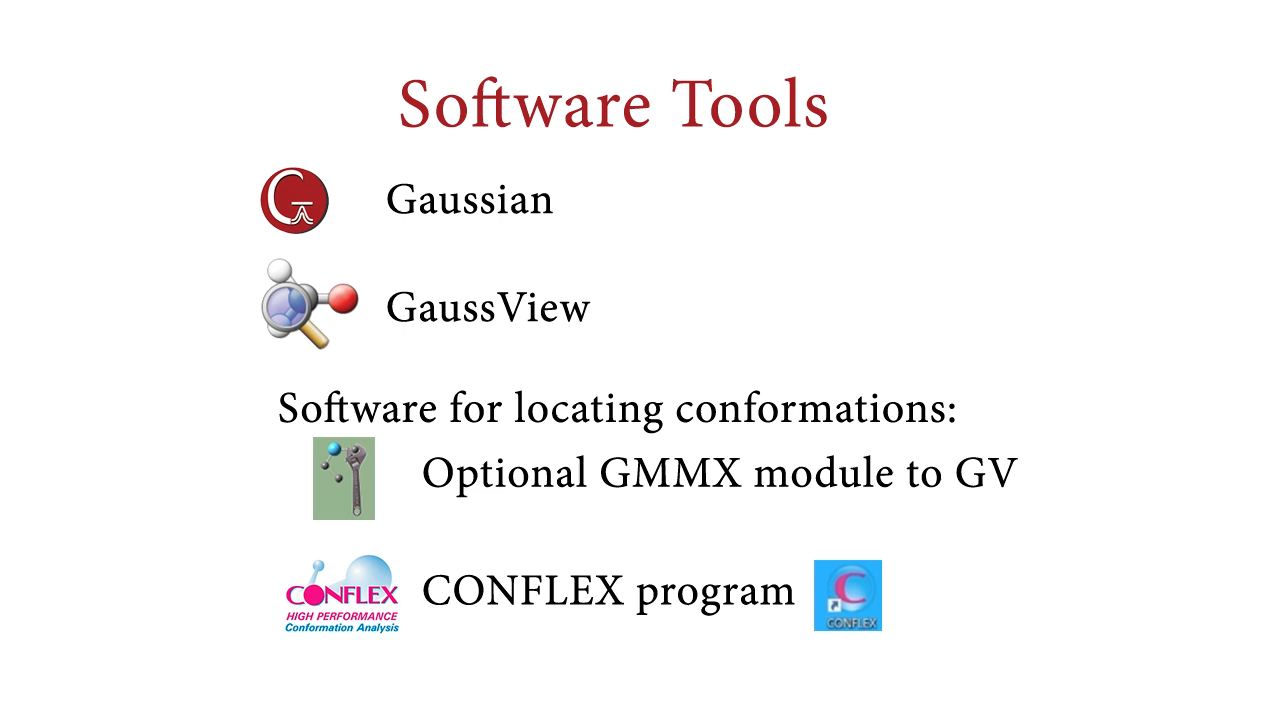 Software Tools
Gaussian
GaussView
Software for locating conformations:
Optional GMMX module to GV
CONFLEX
HIGH PERFORMANCE
Conformation Analysis
CONFLEX program
C
CONFLEX